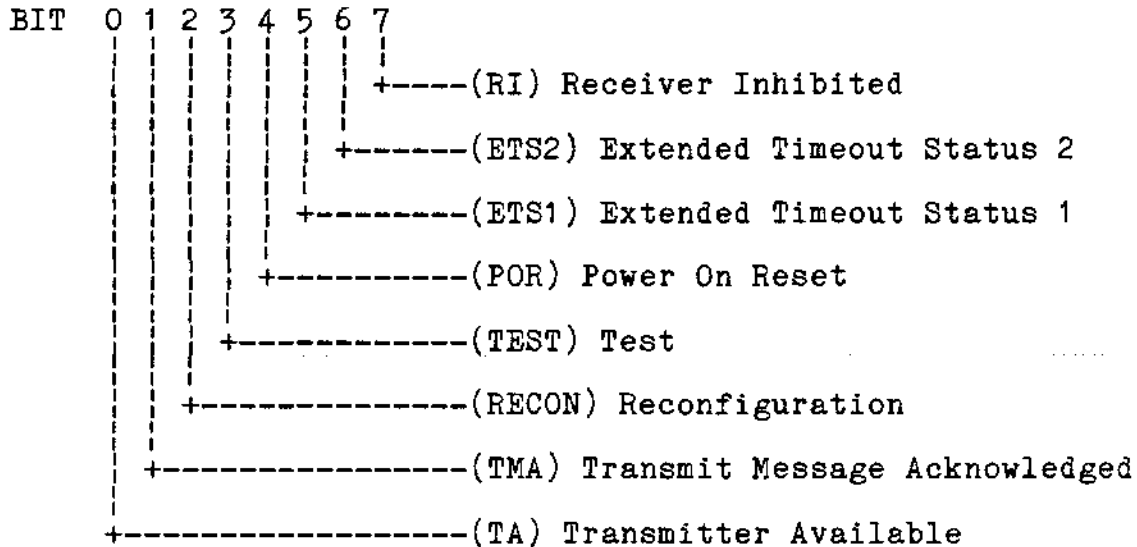 BIT 0 1 2 3 4 5 6 7
(RI) Receiver Inhibited
(ETS2) Extended Timeout Status 2
(ETS1) Extended Timeout Status 1
(POR) Power On Reset
(TEST) Test
(RECON) Reconfiguration
(TMA) Transmit Message Acknowledged
(TA) Transmitter Available